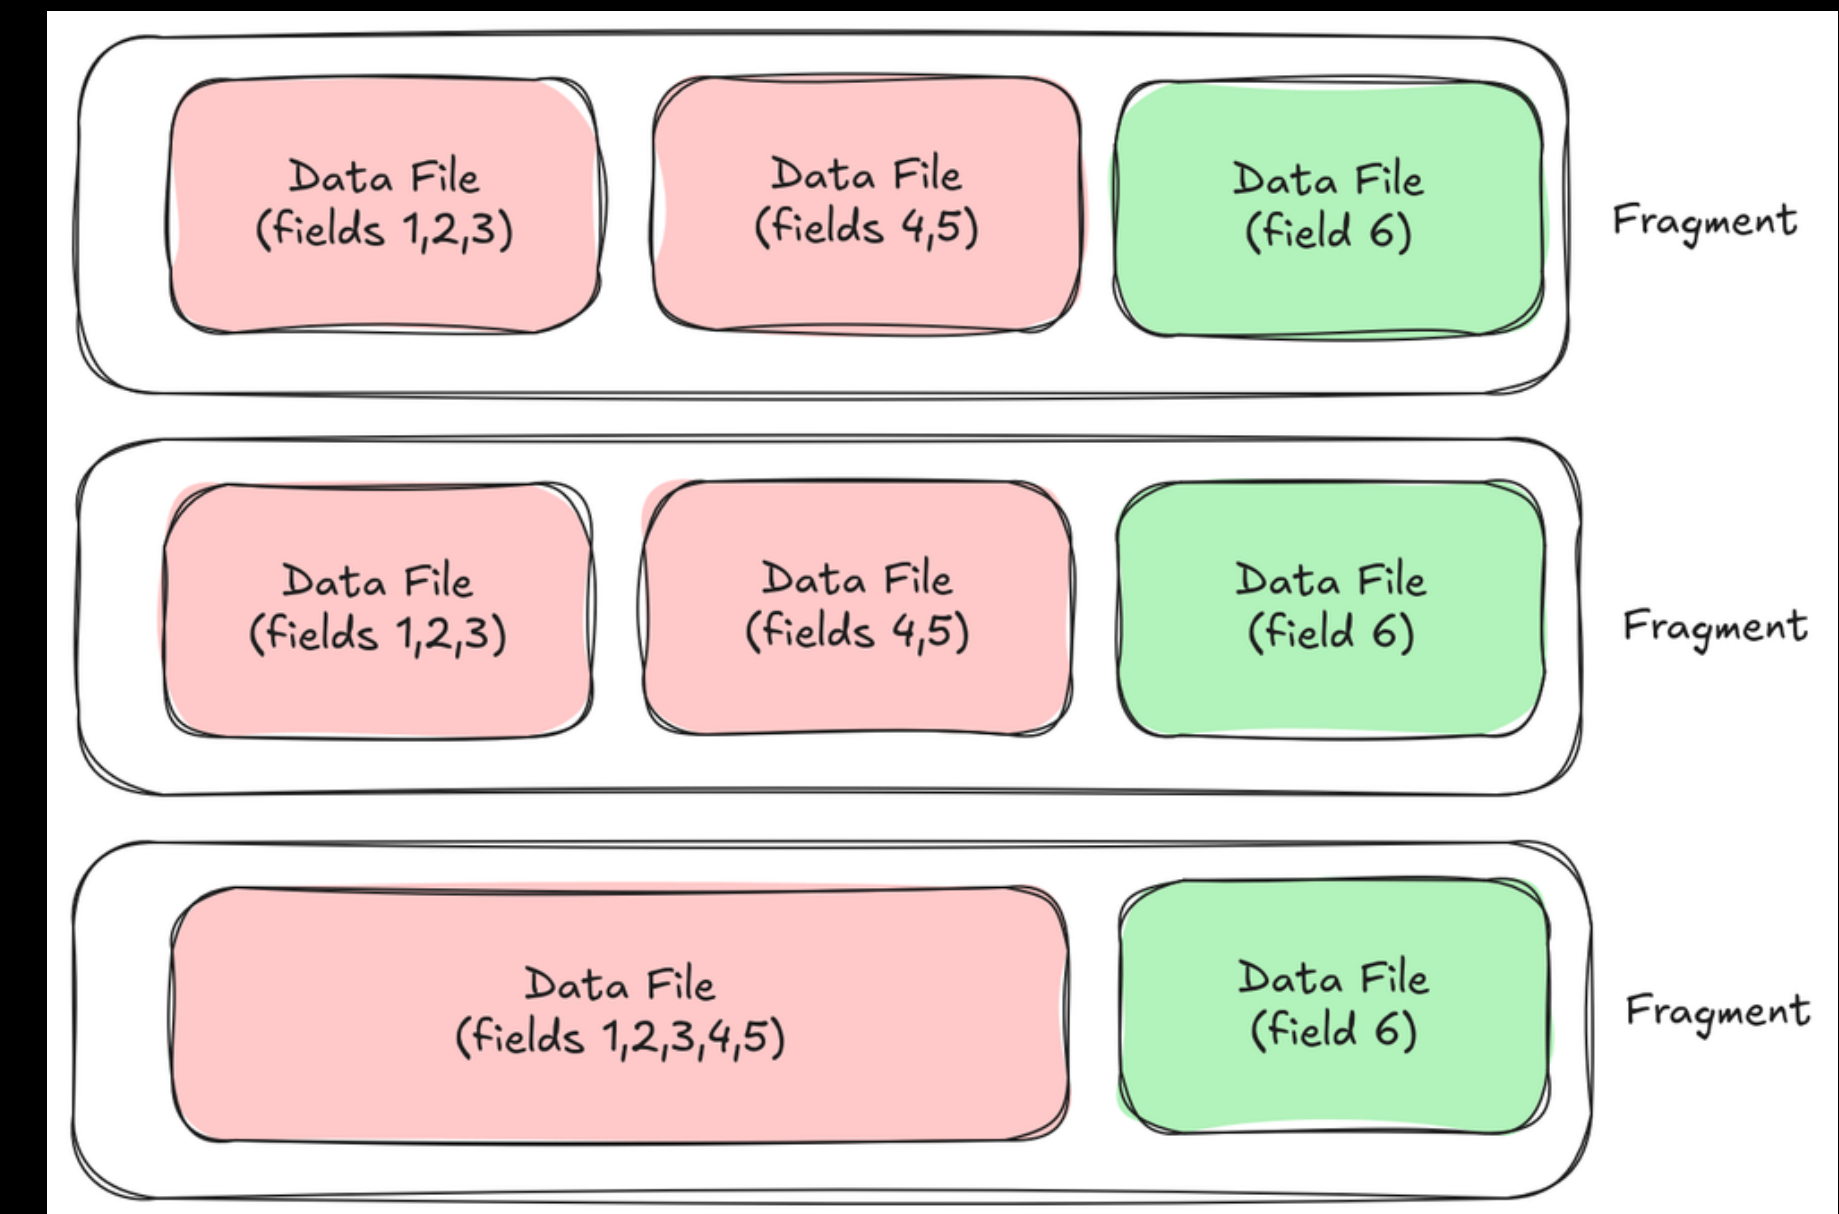 Data File
(fields 1,2,3)
Data File
(fields 4,5)
Data File
(field 6)
Fragment
Data File
(fields 1,2,3)
Data File
(fields 4,5)
Data File
(field 6)
Fragment
Data File
(fields 1,2,3,4,5)
Data File
(field 6)
Fragment